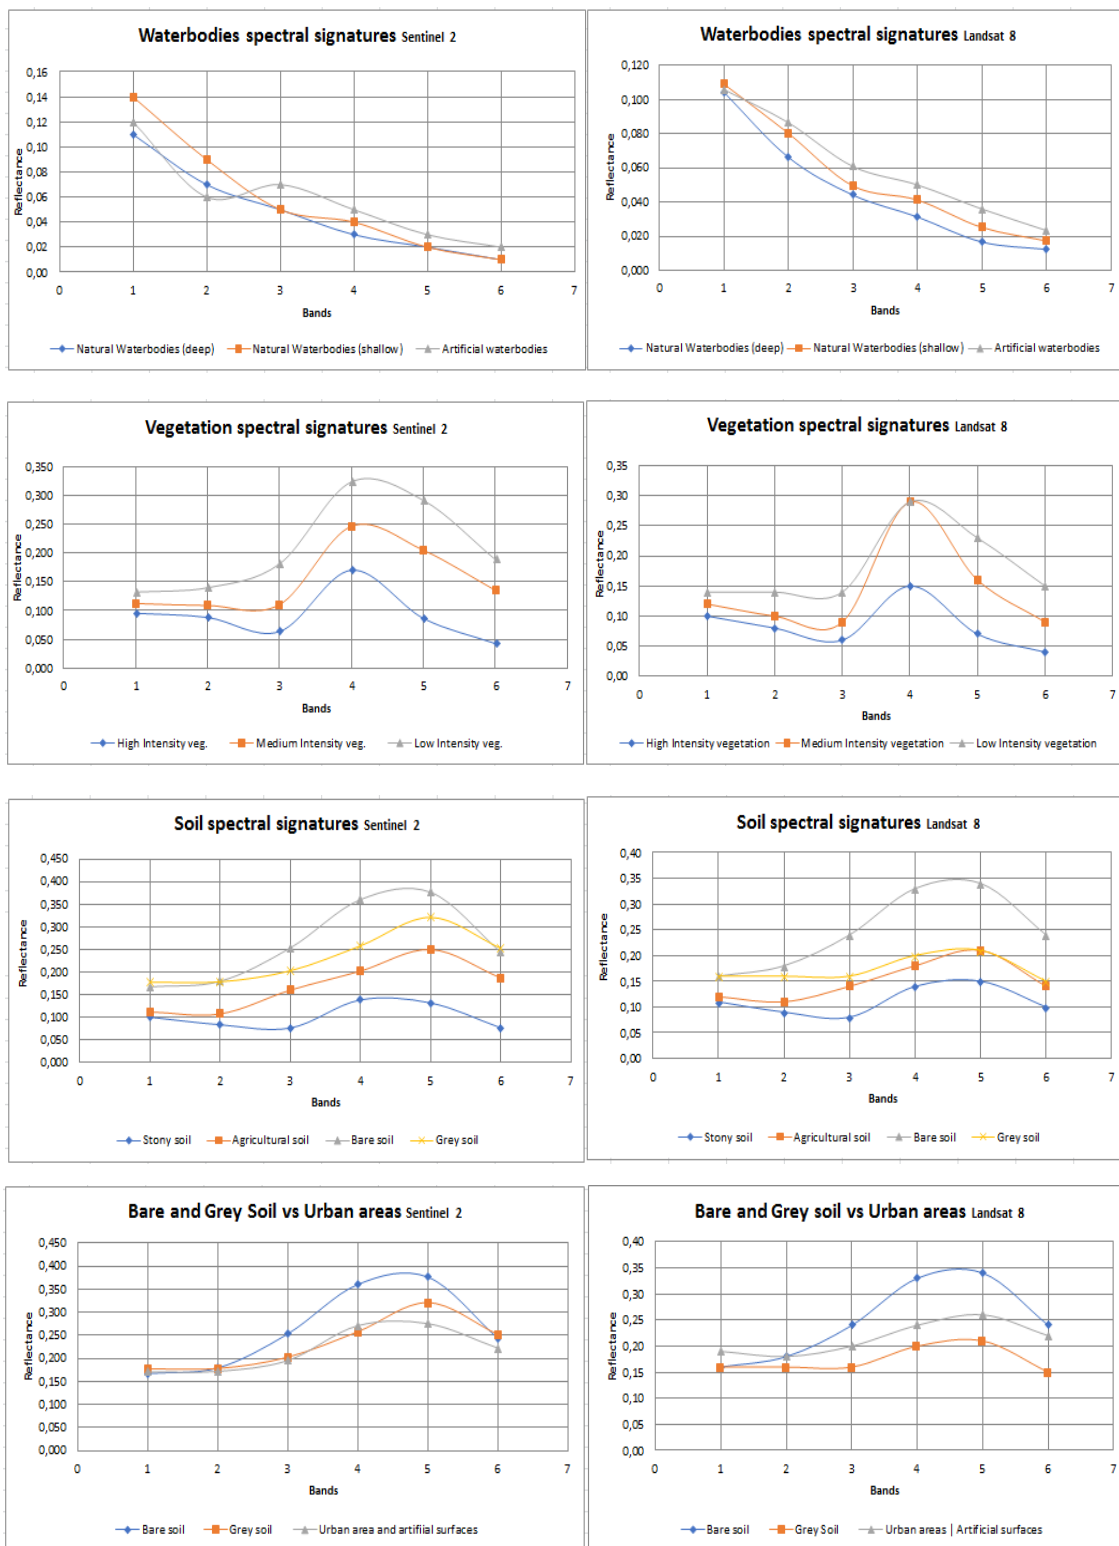 Waterbodies spectral signatures Sentinel 2
0,16
0,14
0,12
0,10
0,08
0,06
0,04
0,02
0,00
Reflectance
0 1 2 3 4 5 6 7
Bands
Natural Waterbodies (deep) Natural Waterbodies (shallow) Artificial waterbodies
Waterbodies spectral signatures Landsat 8
0,120
0,100
0,080
0,060
0,040
0,020
0,000
Reflectance
0 1 2 3 4 5 6 7
Bands
Natural Waterbodies (deep) Natural Waterbodies (shallow) Artificial waterbodies
Vegetation spectral signatures Sentinel 2
0,350
0,300
0,250
0,200
0,150
0,100
0,050
0,000
Reflectance
0 1 2 3 4 5 6 7
Bands
High Intensity veg. Medium Intensity veg. Low Intensity veg.
Vegetation spectral signatures Landsat 8
0,35
0,30
0,25
0,20
0,15
0,10
0,05
0,00
Reflectance
0 1 2 3 4 5 6 7
Bands
High Intensity vegetation Medium Intensity vegetation Low Intensity vegetation
Soil spectral signatures Sentinel 2
0,450
0,400
0,350
0,300
0,250
0,200
0,150
0,100
0,050
0,000
Reflectance
0 1 2 3 4 5 6 7
Bands
Stony soil Agricultural soil Bare soil Grey soil
Soil spectral signatures Landsat 8
0,40
0,35
0,30
0,25
0,20
0,15
0,10
0,05
0,00
Reflectance
0 1 2 3 4 5 6 7
Bands
Stony soil Agricultural soil Bare soil Grey soil
Bare and Grey Soil vs Urban areas Sentinel 2
0,450
0,400
0,350
0,300
0,250
0,200
0,150
0,100
0,050
0,000
Reflectance
0 1 2 3 4 5 6 7
Bands
Bare soil Grey soil Urban area and artifiial surfaces
Bare and Grey soil vs Urban areas Landsat 8
0,40
0,35
0,30
0,25
0,20
0,15
0,10
0,05
0,00
Reflectance
0 1 2 3 4 5 6 7
Bands
Bare soil Grey Soil Urban areas | Artificial surfaces